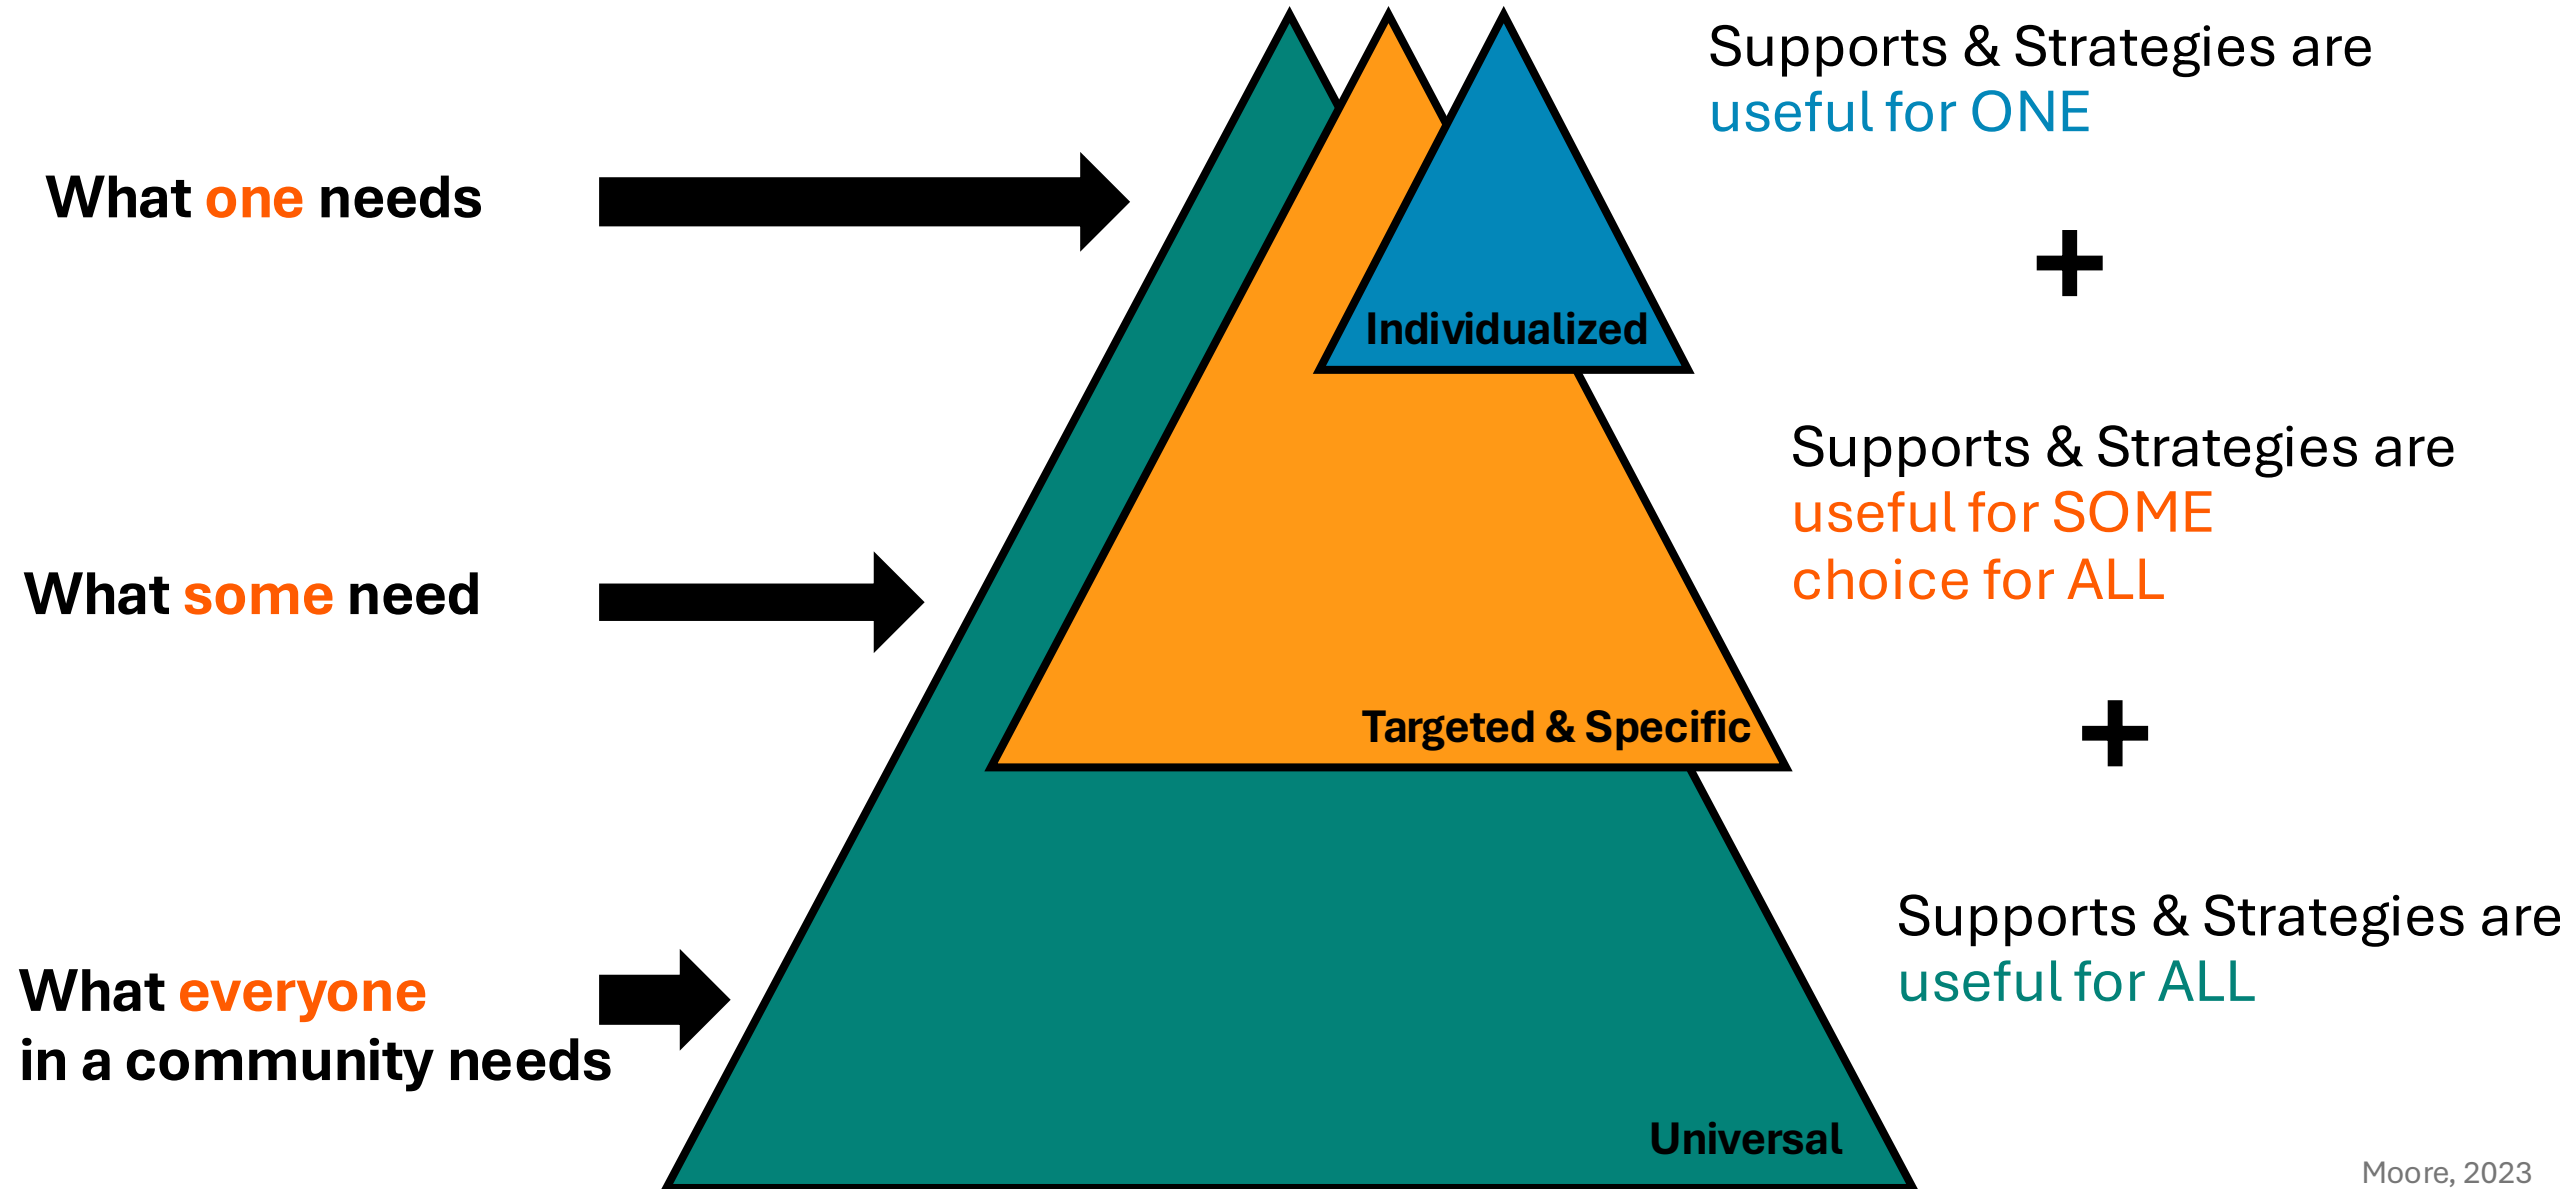 Supports & Strategies are
useful for ONE
What one needs
+
Individualized
Supports & Strategies are
useful for SOME
choice for ALL
What some need
Targeted & Specific
+
Supports & Strategies are
useful for ALL
What everyone
in a community needs
Universal
Moore, 2023